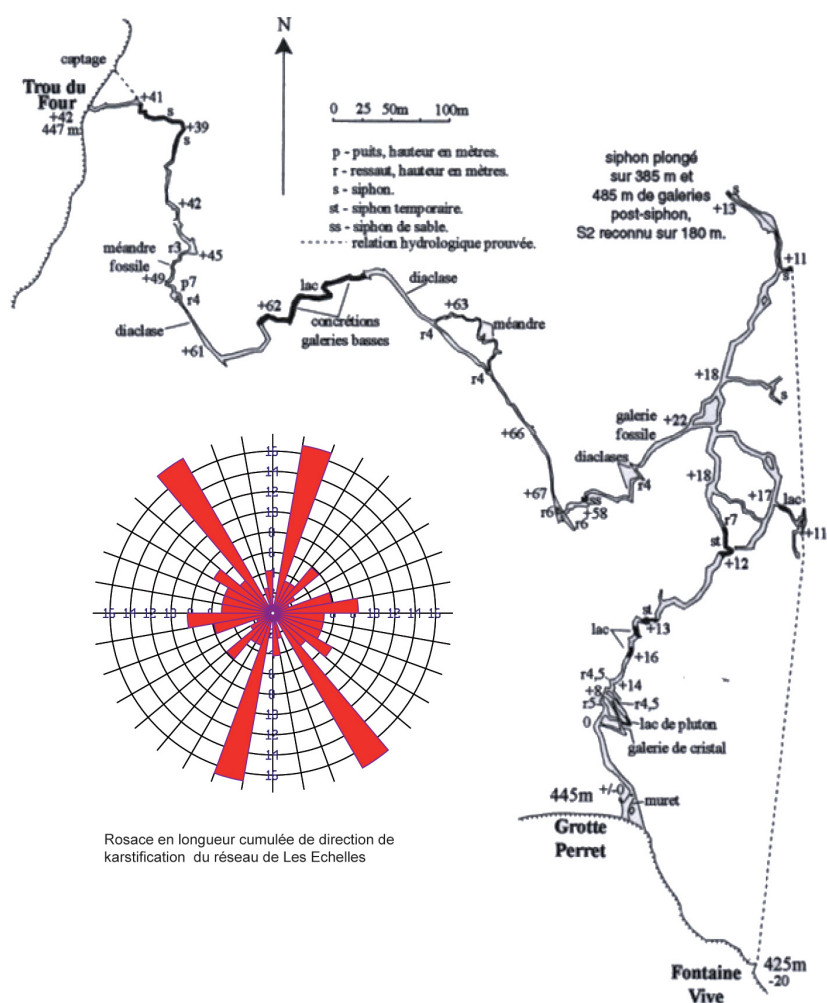 captage
Trou du
Four
+42
447 m
+41
s
+39
s
+42
r3
+45
méandre
fossile
+49
p7
r4
diaclase
+61
N
0 25 50m 100m
p - puits, hauteur en mètres.
r - ressaut, hauteur en mètres.
s - siphon.
st - siphon temporaire.
ss - siphon de sable.
----- - relation hydrologique prouvée.
siphon plongé
sur 385 m et
485 m de galeries
post-siphon,
S2 reconnu sur 180 m.
s
+13
+11
s
lac
+62
concrétions
galeries basses
diaclase
+63
méandre
r4
r4
+66
+67
r6
r6
ss
+58
diaclases
r4
galerie
fossile
+22
+18
s
+18
+17
lac
+11
r7
st
+12
st
+13
lac
+16
r4,5
+14
+8
r5
r4,5
0
lac de pluton
galerie de cristal
+/-0
muret
445m
Grotte
Perret
425m
-20
Fontaine
Vive
Rosace en longueur cumulée de direction de
karstification du réseau de Les Echelles